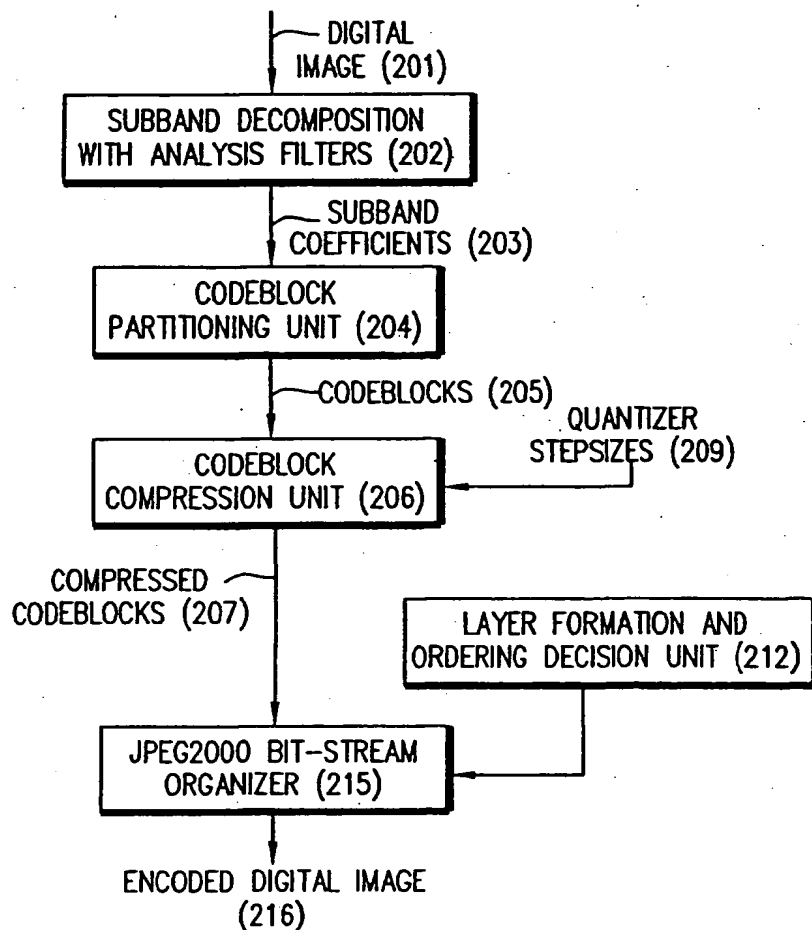 DIGITAL
IMAGE (201)
SUBBAND DECOMPOSITION
WITH ANALYSIS FILTERS (202)
SUBBAND
COEFFICIENTS (203)
CODEBLOCK
PARTITIONING UNIT (204)
CODEBLOCKS (205)
QUANTIZER
STEPSIZES (209)
CODEBLOCK
COMPRESSION UNIT (206)
COMPRESSED
CODEBLOCKS (207)
LAYER FORMATION AND
ORDERING DECISION UNIT (212)
JPEG2000 BIT-STREAM
ORGANIZER (215)
ENCODED DIGITAL IMAGE
(216)